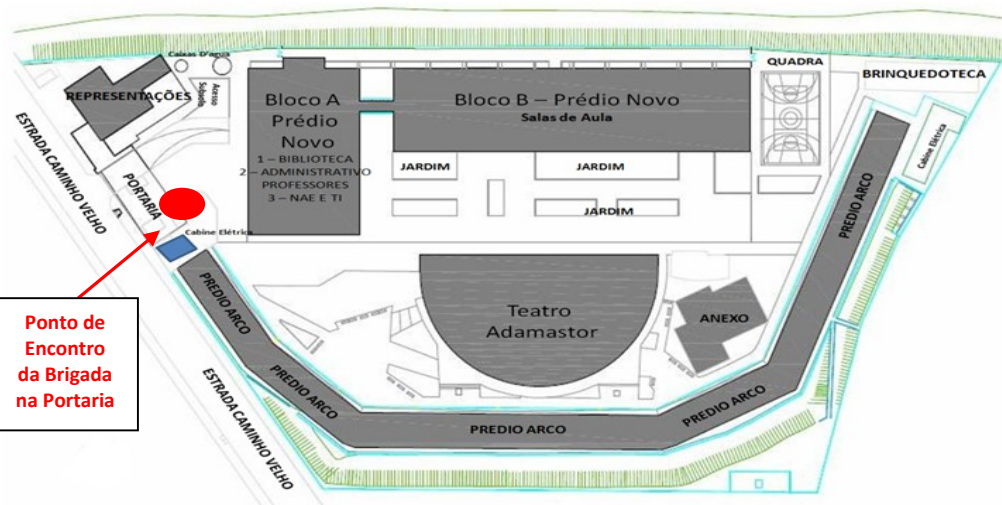 Caixas D'agua
REPRESENTAÇÕES
Acesso
Subsolo
ESTRADA CAMINHO VELHO
PORTARIA
Cabine Elétrica
Bloco A
Prédio
Novo
1 – BIBLIOTECA
2 – ADMINISTRATIVO
PROFESSORES
3 – NAE E TI
Bloco B – Prédio Novo
Salas de Aula
QUADRA
BRINQUEDOTECA
Cabine Elétrica
JARDIM
JARDIM
JARDIM
Ponto de
Encontro
da Brigada
na Portaria
PREDIO ARCO
PREDIO ARCO
PREDIO ARCO
PREDIO ARCO
PREDIO ARCO
Teatro
Adamastor
ANEXO
ESTRADA CAMINHO VELHO